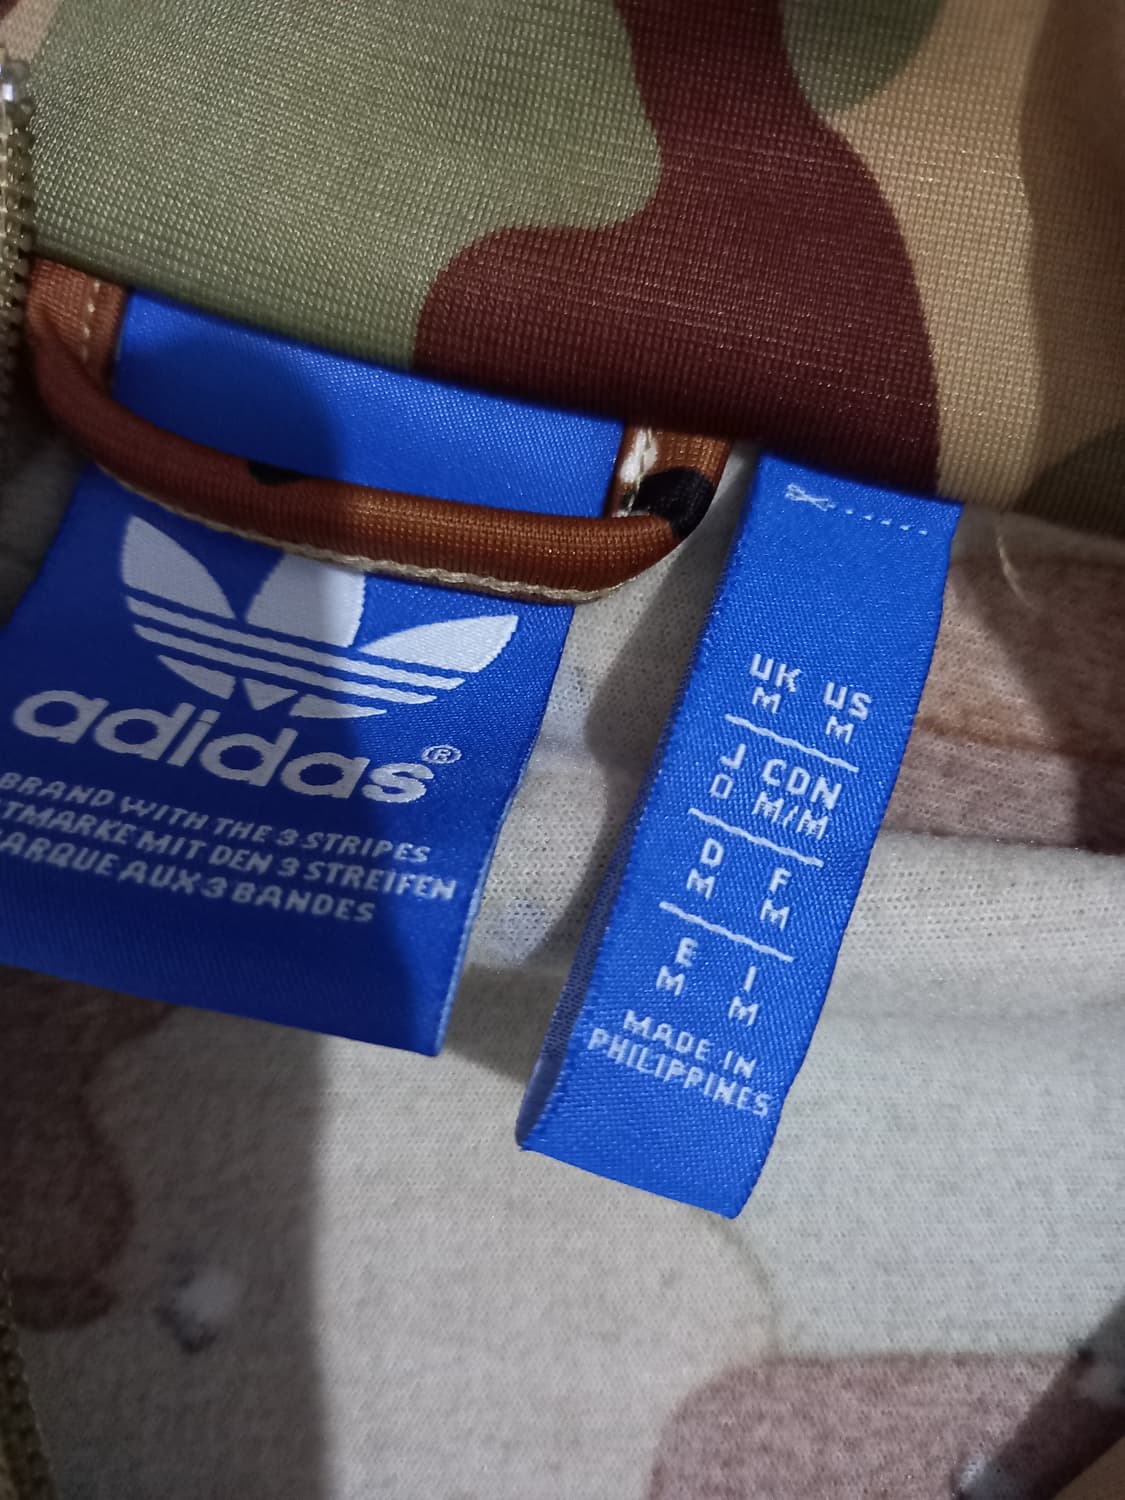 adidas®
BRAND WITH THE 3 STRIPES
MARKE MIT DEN 3 STREIFEN
ARQUE AUX 3 BANDES
UK US
M M
J CDN
O M/M
D F
M M
E I
M M
MADE IN
PHILIPPINES